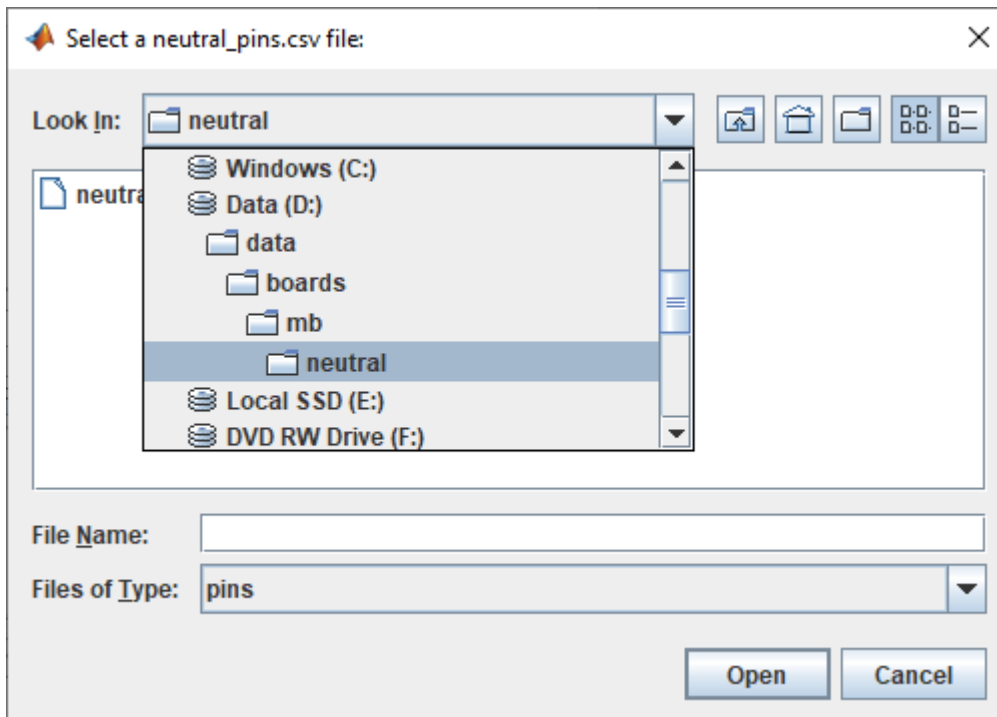 Select a neutral_pins.csv file:
Look In: neutral
Windows (C:)
Data (D:)
data
boards
mb
neutral
Local SSD (E:)
DVD RW Drive (F:)
File Name:
Files of Type: pins
Open Cancel